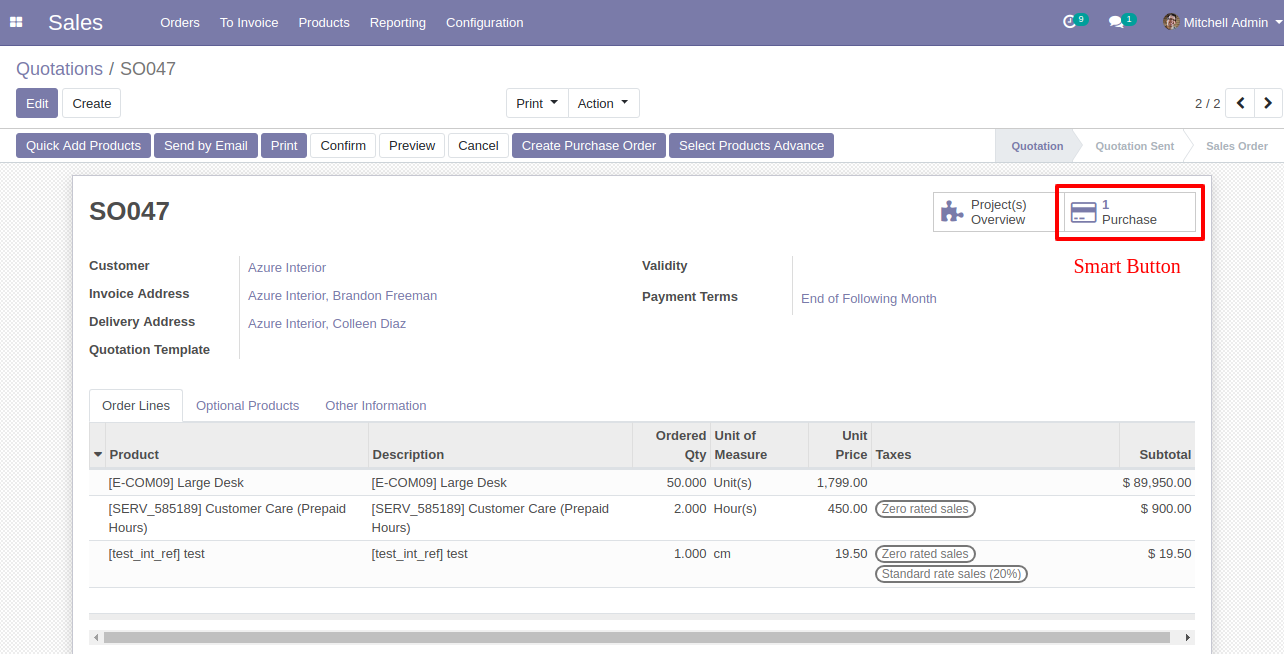 Sales Orders To Invoice Products Reporting Configuration 9 1 Mitchell Admin
Quotations / SO047
Edit Create Print Action 2 / 2
Quick Add Products Send by Email Print Confirm Preview Cancel Create Purchase Order Select Products Advance Quotation Quotation Sent Sales Order
SO047
Project(s)
Overview
1
Purchase
Smart Button
Customer Azure Interior
Invoice Address Azure Interior, Brandon Freeman
Delivery Address Azure Interior, Colleen Diaz
Quotation Template
Validity
Payment Terms End of Following Month
Order Lines Optional Products Other Information
Product Description Ordered Qty Unit of Measure Unit Price Taxes Subtotal
[E-COM09] Large Desk [E-COM09] Large Desk 50.000 Unit(s) 1,799.00 $ 89,950.00
[SERV_585189] Customer Care (Prepaid [SERV_585189] Customer Care (Prepaid 2.000 Hour(s) 450.00 Zero rated sales $ 900.00
Hours) Hours)
[test_int_ref] test [test_int_ref] test 1.000 cm 19.50 Zero rated sales $ 19.50
Standard rate sales (20%)